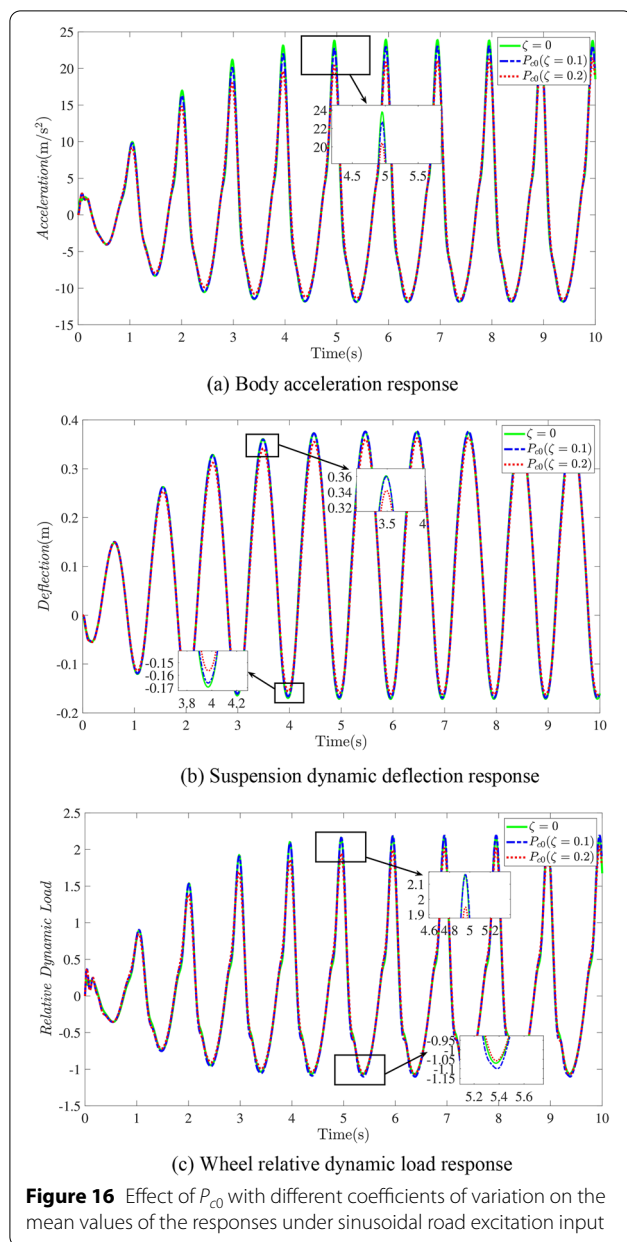 25
20
15
10
5
0
-5
-10
-15
Acceleration(m/s²)
ζ = 0
P_c0(ζ = 0.1)
P_c0(ζ = 0.2)
24
22
20
4.5 5 5.5
0 1 2 3 4 5 6 7 8 9 10
Time(s)
(a) Body acceleration response
0.4
0.3
0.2
0.1
0
-0.1
-0.2
Deflection(m)
ζ = 0
P_c0(ζ = 0.1)
P_c0(ζ = 0.2)
0.36
0.34
0.32
3.5 4
-0.15
-0.16
-0.17
3.8 4 4.2
0 1 2 3 4 5 6 7 8 9 10
Time(s)
(b) Suspension dynamic deflection response
2.5
2
1.5
1
0.5
0
-0.5
-1
-1.5
Relative Dynamic Load
ζ = 0
P_c0(ζ = 0.1)
P_c0(ζ = 0.2)
2.1
2
1.9
4.6 4.8 5 5.2
-0.95
-1
-1.05
-1.1
-1.15
5.2 5.4 5.6
0 1 2 3 4 5 6 7 8 9 10
Time(s)
(c) Wheel relative dynamic load response
Figure 16 Effect of P_c0 with different coefficients of variation on the
mean values of the responses under sinusoidal road excitation input